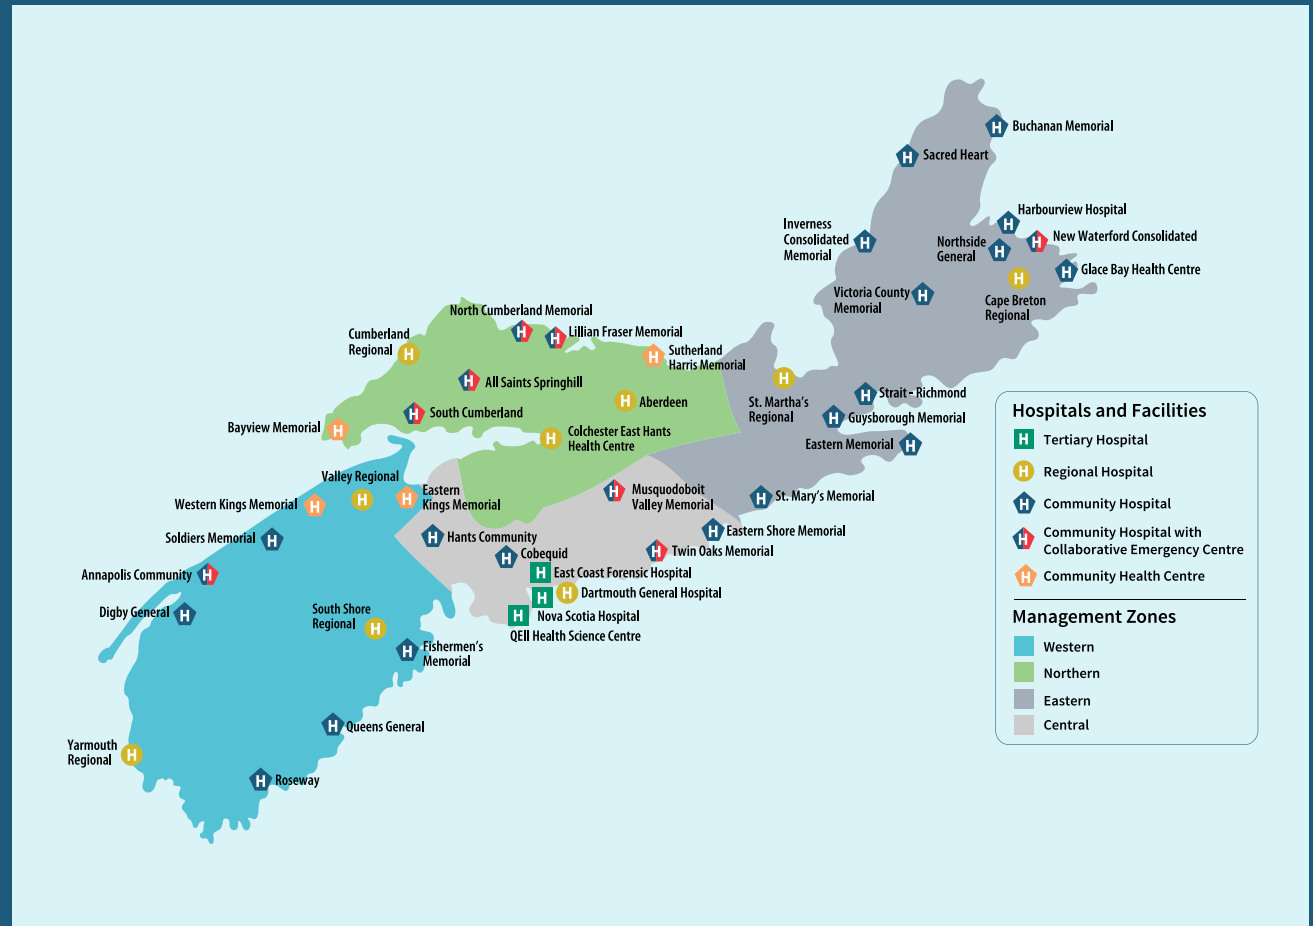 Buchanan Memorial
Sacred Heart
Harbourview Hospital
Inverness
Consolidated
Memorial
Northside
General
New Waterford Consolidated
Glace Bay Health Centre
Victoria County
Memorial
Cape Breton
Regional
North Cumberland Memorial
Lillian Fraser Memorial
Cumberland
Regional
Sutherland
Harris Memorial
All Saints Springhill
Aberdeen
South Cumberland
St. Martha's
Regional
Strait - Richmond
Guysborough Memorial
Bayview Memorial
Colchester East Hants
Health Centre
Eastern Memorial
Valley Regional
Western Kings Memorial
Eastern
Kings Memorial
Musquodoboit
Valley Memorial
St. Mary's Memorial
Soldiers Memorial
Hants Community
Eastern Shore Memorial
Cobequid
Twin Oaks Memorial
Annapolis Community
East Coast Forensic Hospital
Dartmouth General Hospital
Digby General
South Shore
Regional
Nova Scotia Hospital
QEII Health Science Centre
Fishermen's
Memorial
Queens General
Yarmouth
Regional
Roseway
Hospitals and Facilities
H Tertiary Hospital
H Regional Hospital
H Community Hospital
H Community Hospital with
Collaborative Emergency Centre
H Community Health Centre
Management Zones
Western
Northern
Eastern
Central